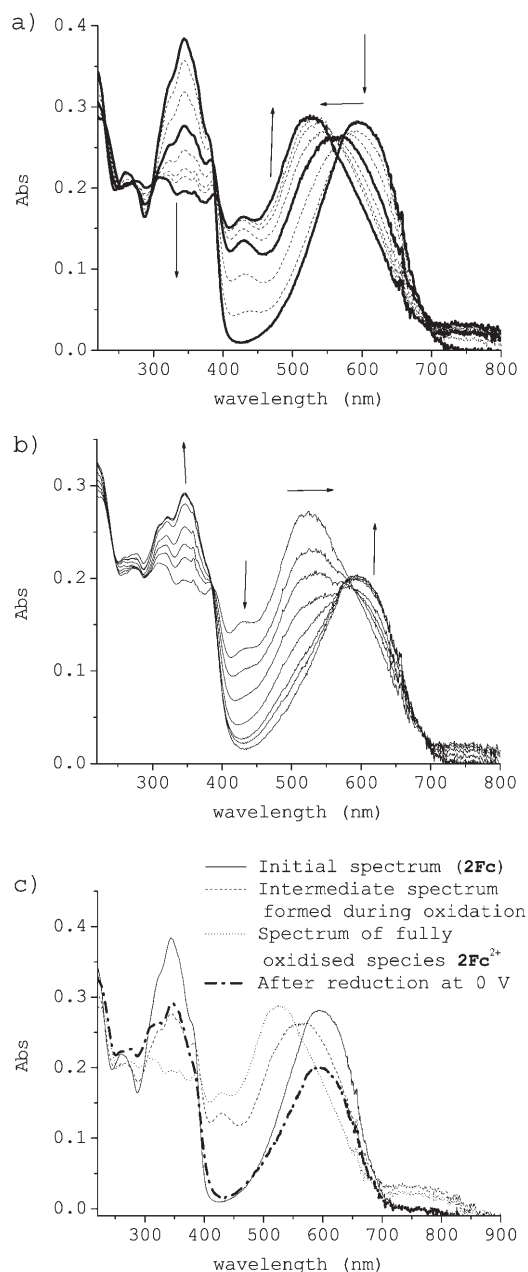 a)
0.4
0.3
0.2
0.1
0.0
Abs
300 400 500 600 700 800
wavelength (nm)
b)
0.3
0.2
0.1
0.0
Abs
300 400 500 600 700 800
wavelength (nm)
c)
Initial spectrum (2Fc)
Intermediate spectrum
formed during oxidation
Spectrum of fully
oxidised species 2Fc²⁺
After reduction at 0 V
0.4
0.3
0.2
0.1
0.0
Abs
300 400 500 600 700 800 900
wavelength (nm)